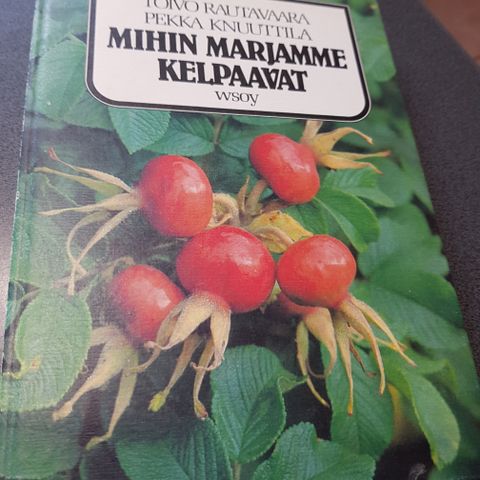 TOIVO RAUTAVAARA
PEKKA KNUUTTILA
MIHIN MARJAMME
KELPAAVAT
wsoy